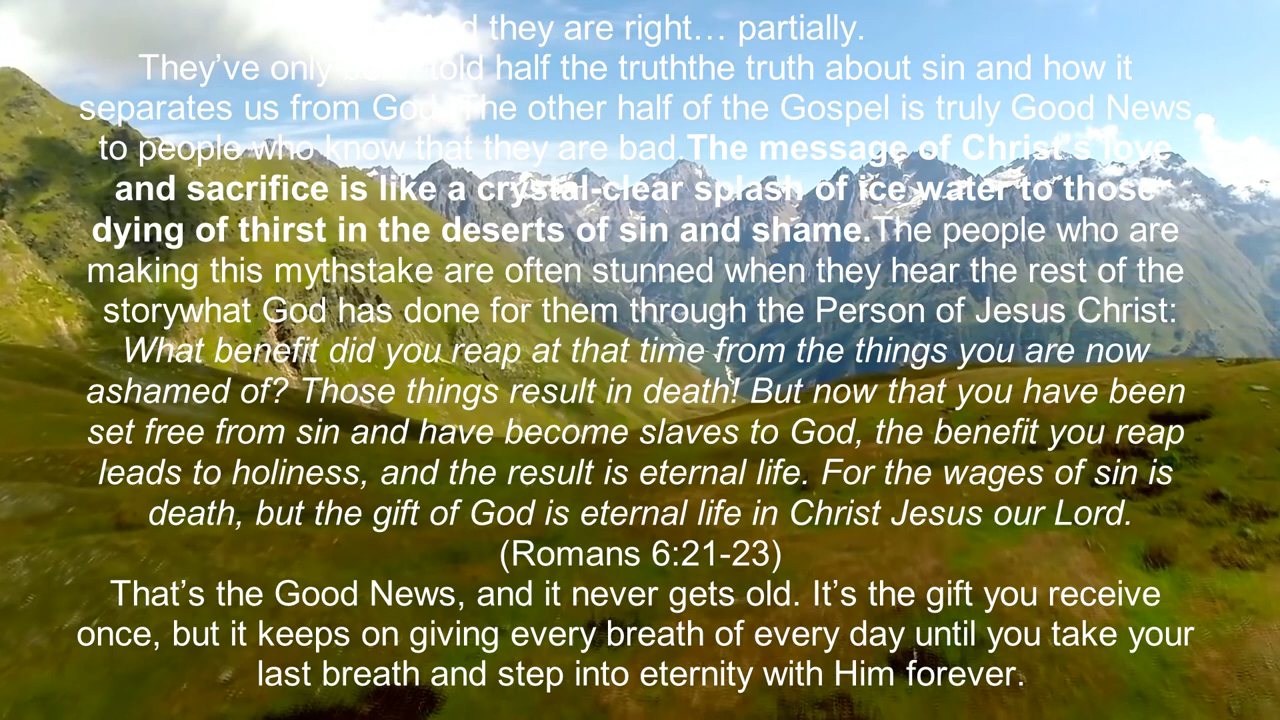 they are right… partially.
They’ve only been told half the truththe truth about sin and how it
separates us from God. The other half of the Gospel is truly Good News
to people who know that they are bad.The message of Christ’s love
and sacrifice is like a crystal-clear splash of ice water to those
dying of thirst in the deserts of sin and shame.The people who are
making this mythstake are often stunned when they hear the rest of the
storywhat God has done for them through the Person of Jesus Christ:
What benefit did you reap at that time from the things you are now
ashamed of? Those things result in death! But now that you have been
set free from sin and have become slaves to God, the benefit you reap
leads to holiness, and the result is eternal life. For the wages of sin is
death, but the gift of God is eternal life in Christ Jesus our Lord.
(Romans 6:21-23)
That’s the Good News, and it never gets old. It’s the gift you receive
once, but it keeps on giving every breath of every day until you take your
last breath and step into eternity with Him forever.